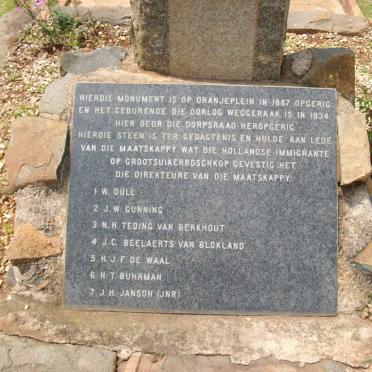 HIERDIE MONUMENT IS OP ORANJEPLEIN IN 1887 OPGERIG
EN HET GEDURENDE DIE OORLOG WEGGERAAK IS IN 1934
HIER DEUR DIE DORPSRAAD HEROPGERIG
HIERDIE STEEN IS TER GEDAGTENIS EN HULDE AAN LEDE
VAN DIE MAATSKAPPY WAT DIE HOLLANDSE IMMIGRANTE
OP GROOTSUIKERBOSCHKOP GEVESTIG HET
DIE DIREKTEURE VAN DIE MAATSKAPPY:
1 W. DULL
2 J. W. GUNNING
3 N. H. TEDING VAN BERKHOUT
4 J. C. BEELAERTS VAN BLOKLAND
5 H. J. F. DE WAAL
6 H. T. BUHRMAN
7 J. H. JANSON (JNR)